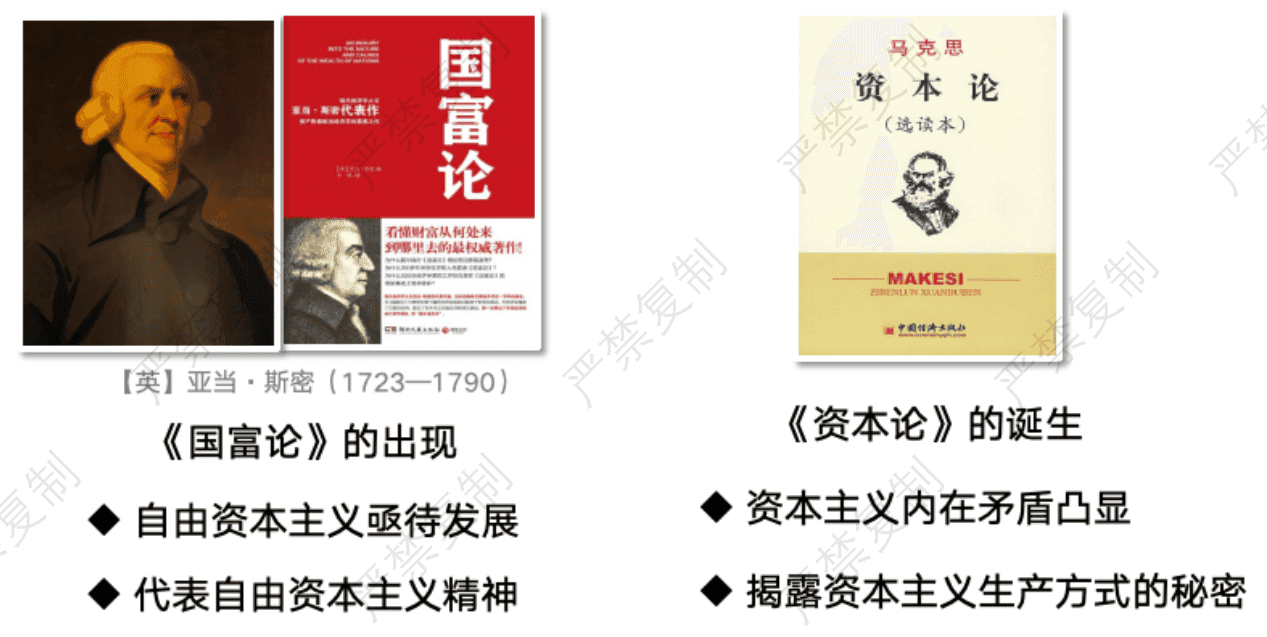 AN INQUIRY
INTO THE NATURE
AND CAUSES
OF THE WEALTH OF NATIONS
国富论
亚当·斯密代表作
看懂财富从何处来
到哪里去的最权威著作!
【英】亚当·斯密（1723—1790）
《国富论》的出现
◆ 自由资本主义亟待发展
◆ 代表自由资本主义精神
马克思
资本论
(选读本)
MAKESI
ZIBENLUN XUANDUBEN
中国经济出版社
《资本论》的诞生
◆ 资本主义内在矛盾凸显
◆ 揭露资本主义生产方式的秘密
严禁复制
严禁复制
严禁复制
严禁复制
严禁复制
严禁复制
严禁复制
严禁复制